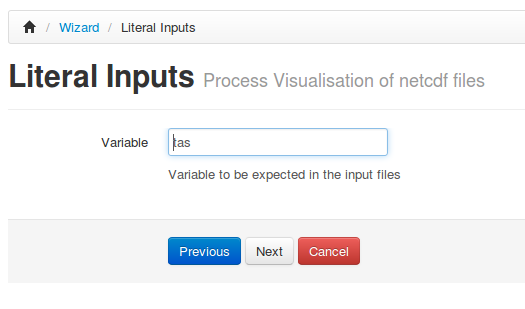 / Wizard / Literal Inputs
Literal Inputs Process Visualisation of netcdf files
Variable tas
Variable to be expected in the input files
Previous Next Cancel